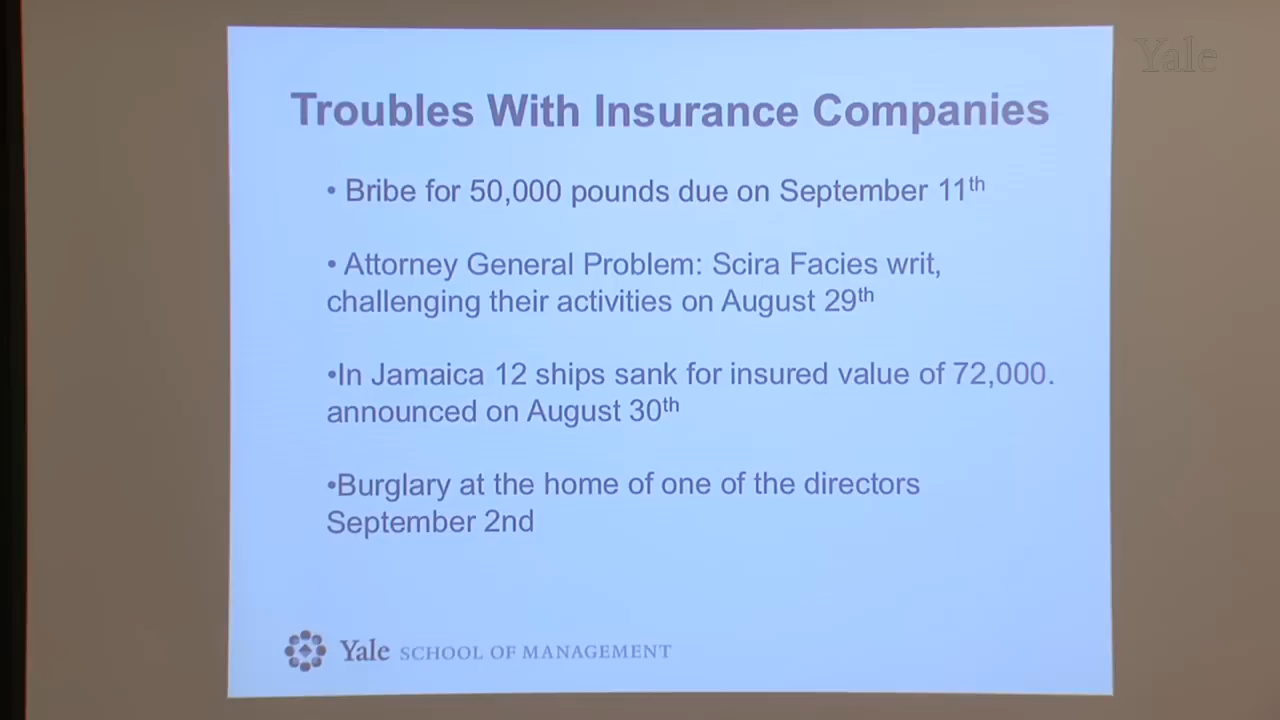 Yale
Troubles With Insurance Companies
• Bribe for 50,000 pounds due on September 11th
• Attorney General Problem: Scira Facies writ,
challenging their activities on August 29th
•In Jamaica 12 ships sank for insured value of 72,000.
announced on August 30th
•Burglary at the home of one of the directors
September 2nd
Yale SCHOOL OF MANAGEMENT